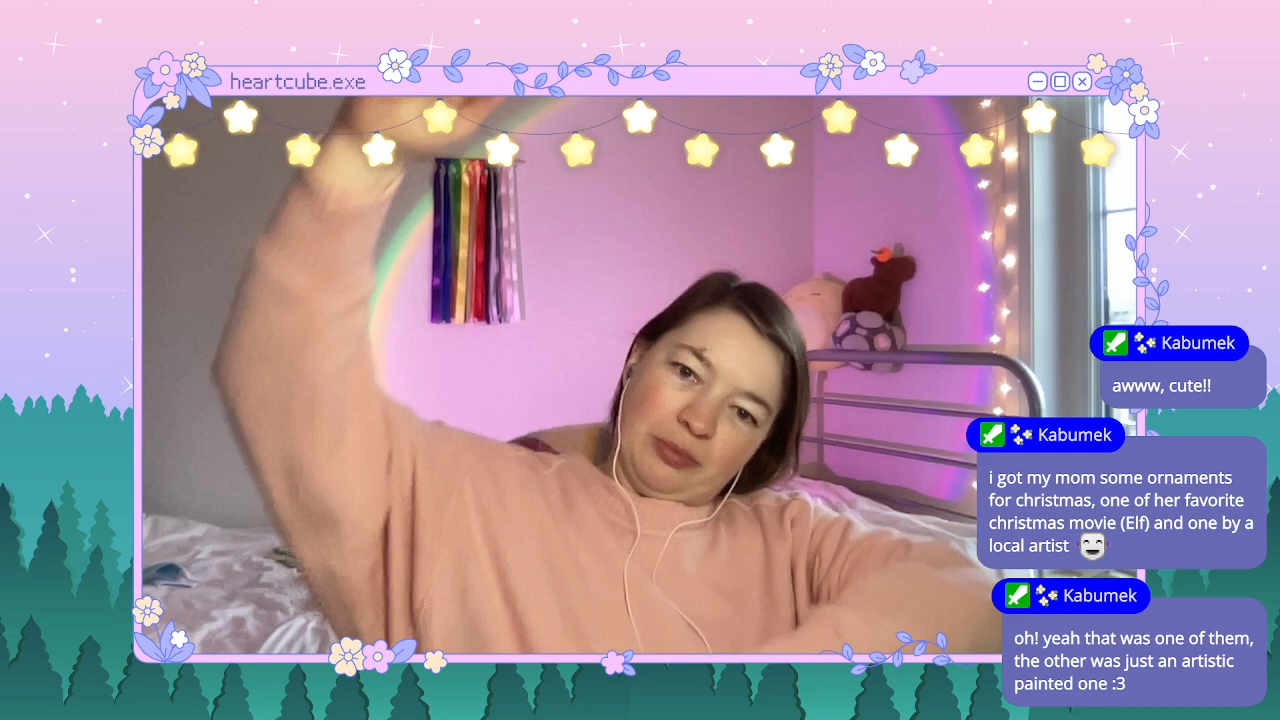 heartcube.exe
Kabumek
awww, cute!!
Kabumek
i got my mom some ornaments
for christmas, one of her favorite
christmas movie (Elf) and one by a
local artist
Kabumek
oh! yeah that was one of them,
the other was just an artistic
painted one :3